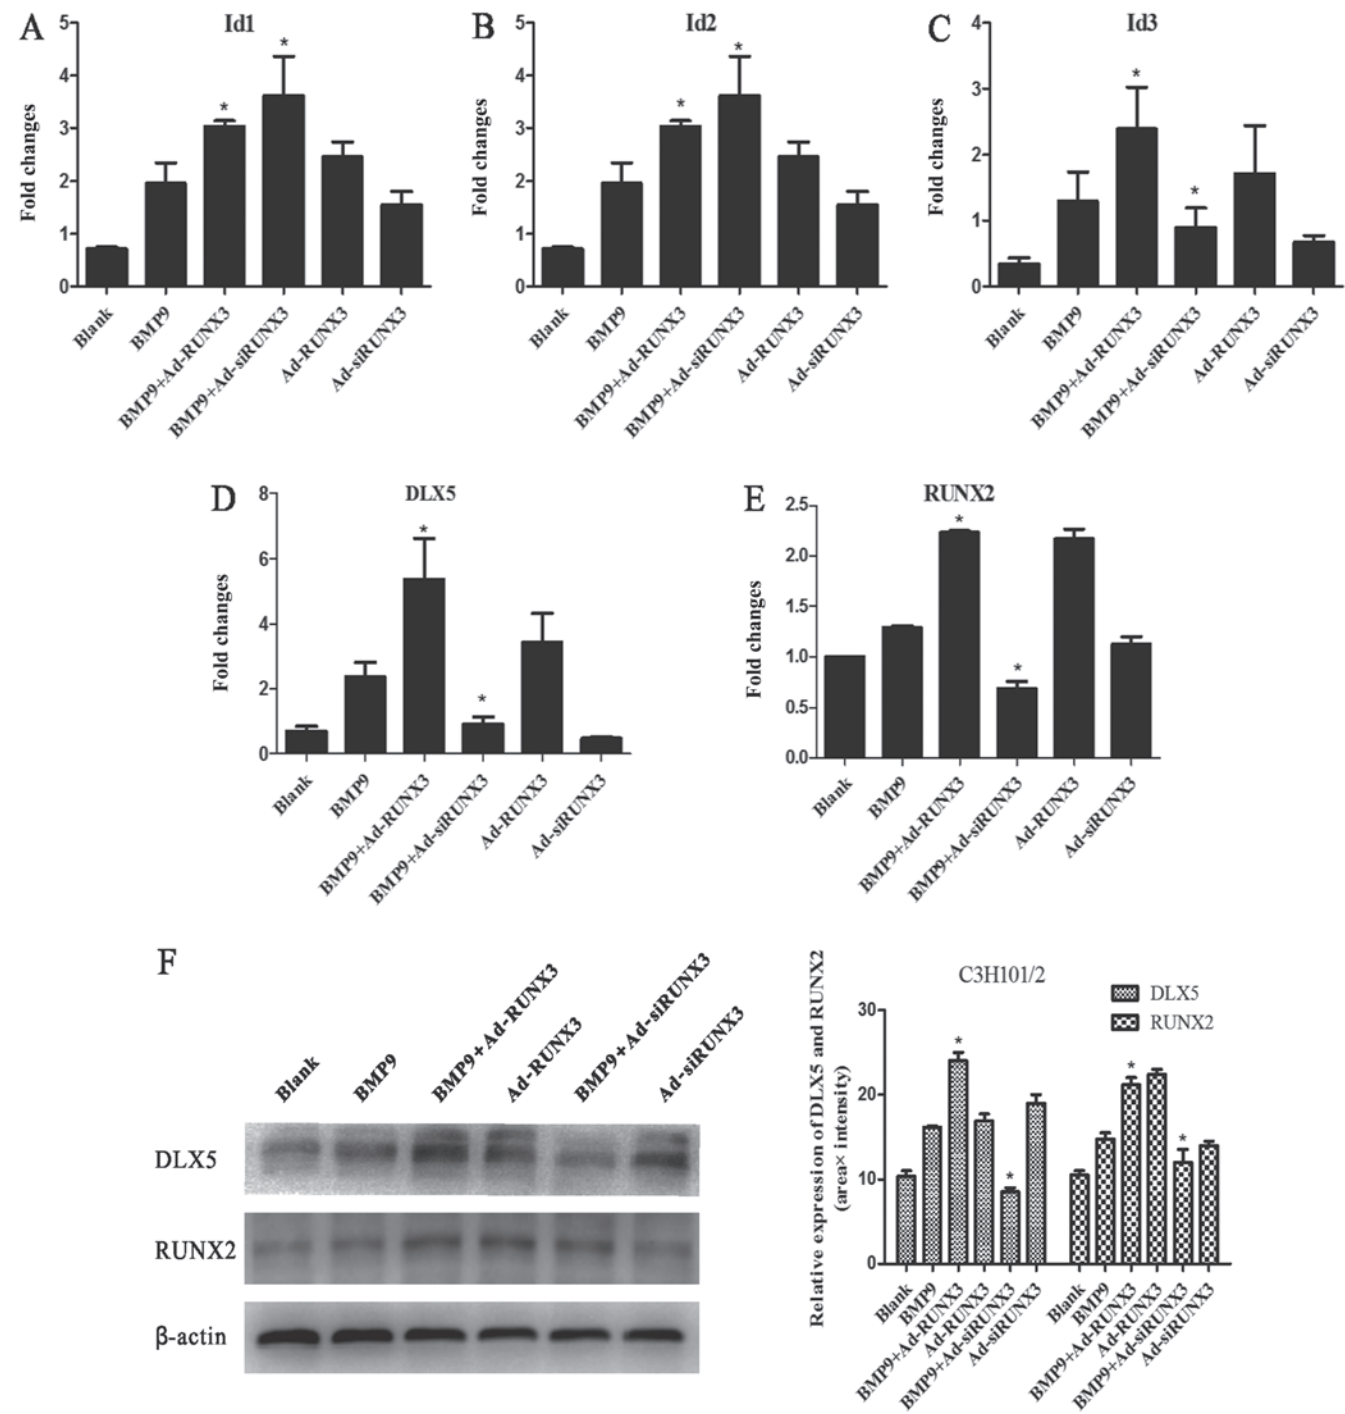 A
Id1
Fold changes
5
4
3
2
1
0
*
*
Blank
BMP9
BMP9+Ad-RUNX3
BMP9+Ad-siRUNX3
Ad-RUNX3
Ad-siRUNX3
B
Id2
Fold changes
5
4
3
2
1
0
*
*
Blank
BMP9
BMP9+Ad-RUNX3
BMP9+Ad-siRUNX3
Ad-RUNX3
Ad-siRUNX3
C
Id3
Fold changes
4
3
2
1
0
*
*
Blank
BMP9
BMP9+Ad-RUNX3
BMP9+Ad-siRUNX3
Ad-RUNX3
Ad-siRUNX3
D
DLX5
Fold changes
8
6
4
2
0
*
*
Blank
BMP9
BMP9+Ad-RUNX3
BMP9+Ad-siRUNX3
Ad-RUNX3
Ad-siRUNX3
E
RUNX2
Fold changes
2.5
2.0
1.5
1.0
0.5
0.0
*
*
Blank
BMP9
BMP9+Ad-RUNX3
BMP9+Ad-siRUNX3
Ad-RUNX3
Ad-siRUNX3
F
Blank
BMP9
BMP9+Ad-RUNX3
Ad-RUNX3
BMP9+Ad-siRUNX3
Ad-siRUNX3
DLX5
RUNX2
β-actin
C3H101/2
DLX5
RUNX2
Relative expression of DLX5 and RUNX2
(area× intensity)
30
20
10
0
*
*
*
*
Blank
BMP9
BMP9+Ad-RUNX3
Ad-RUNX3
BMP9+Ad-siRUNX3
Ad-siRUNX3
Blank
BMP9
BMP9+Ad-RUNX3
Ad-RUNX3
BMP9+Ad-siRUNX3
Ad-siRUNX3